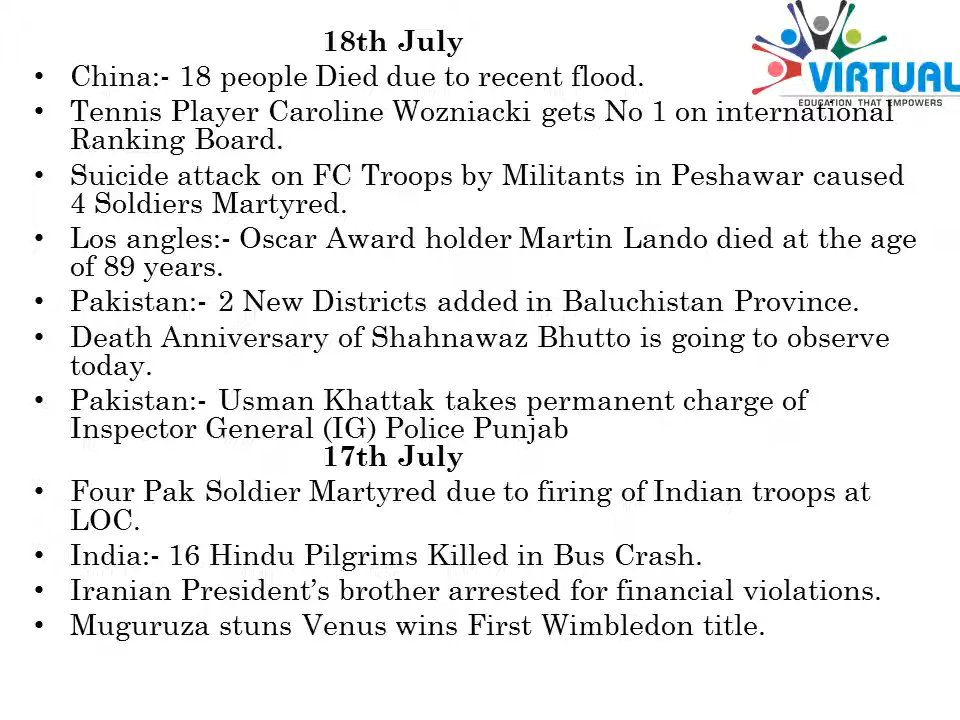 18th July
VIRTUAL
EDUCATION THAT EMPOWERS
• China:- 18 people Died due to recent flood.
• Tennis Player Caroline Wozniacki gets No 1 on international
Ranking Board.
• Suicide attack on FC Troops by Militants in Peshawar caused
4 Soldiers Martyred.
• Los angles:- Oscar Award holder Martin Lando died at the age
of 89 years.
• Pakistan:- 2 New Districts added in Baluchistan Province.
• Death Anniversary of Shahnawaz Bhutto is going to observe
today.
• Pakistan:- Usman Khattak takes permanent charge of
Inspector General (IG) Police Punjab
17th July
• Four Pak Soldier Martyred due to firing of Indian troops at
LOC.
• India:- 16 Hindu Pilgrims Killed in Bus Crash.
• Iranian President’s brother arrested for financial violations.
• Muguruza stuns Venus wins First Wimbledon title.